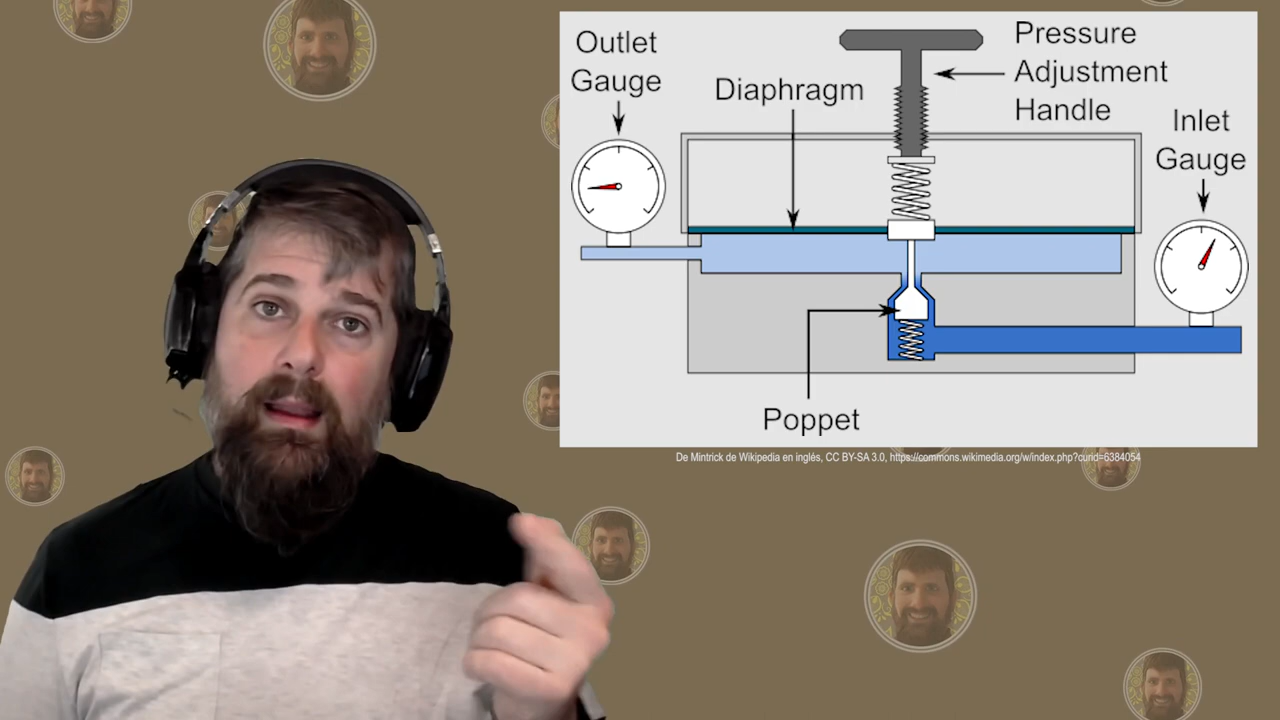 Outlet
Gauge
Diaphragm
Pressure
Adjustment
Handle
Inlet
Gauge
Poppet
De Mintrick de Wikipedia en inglés, CC BY-SA 3.0, https://commons.wikimedia.org/w/index.php?curid=6384054